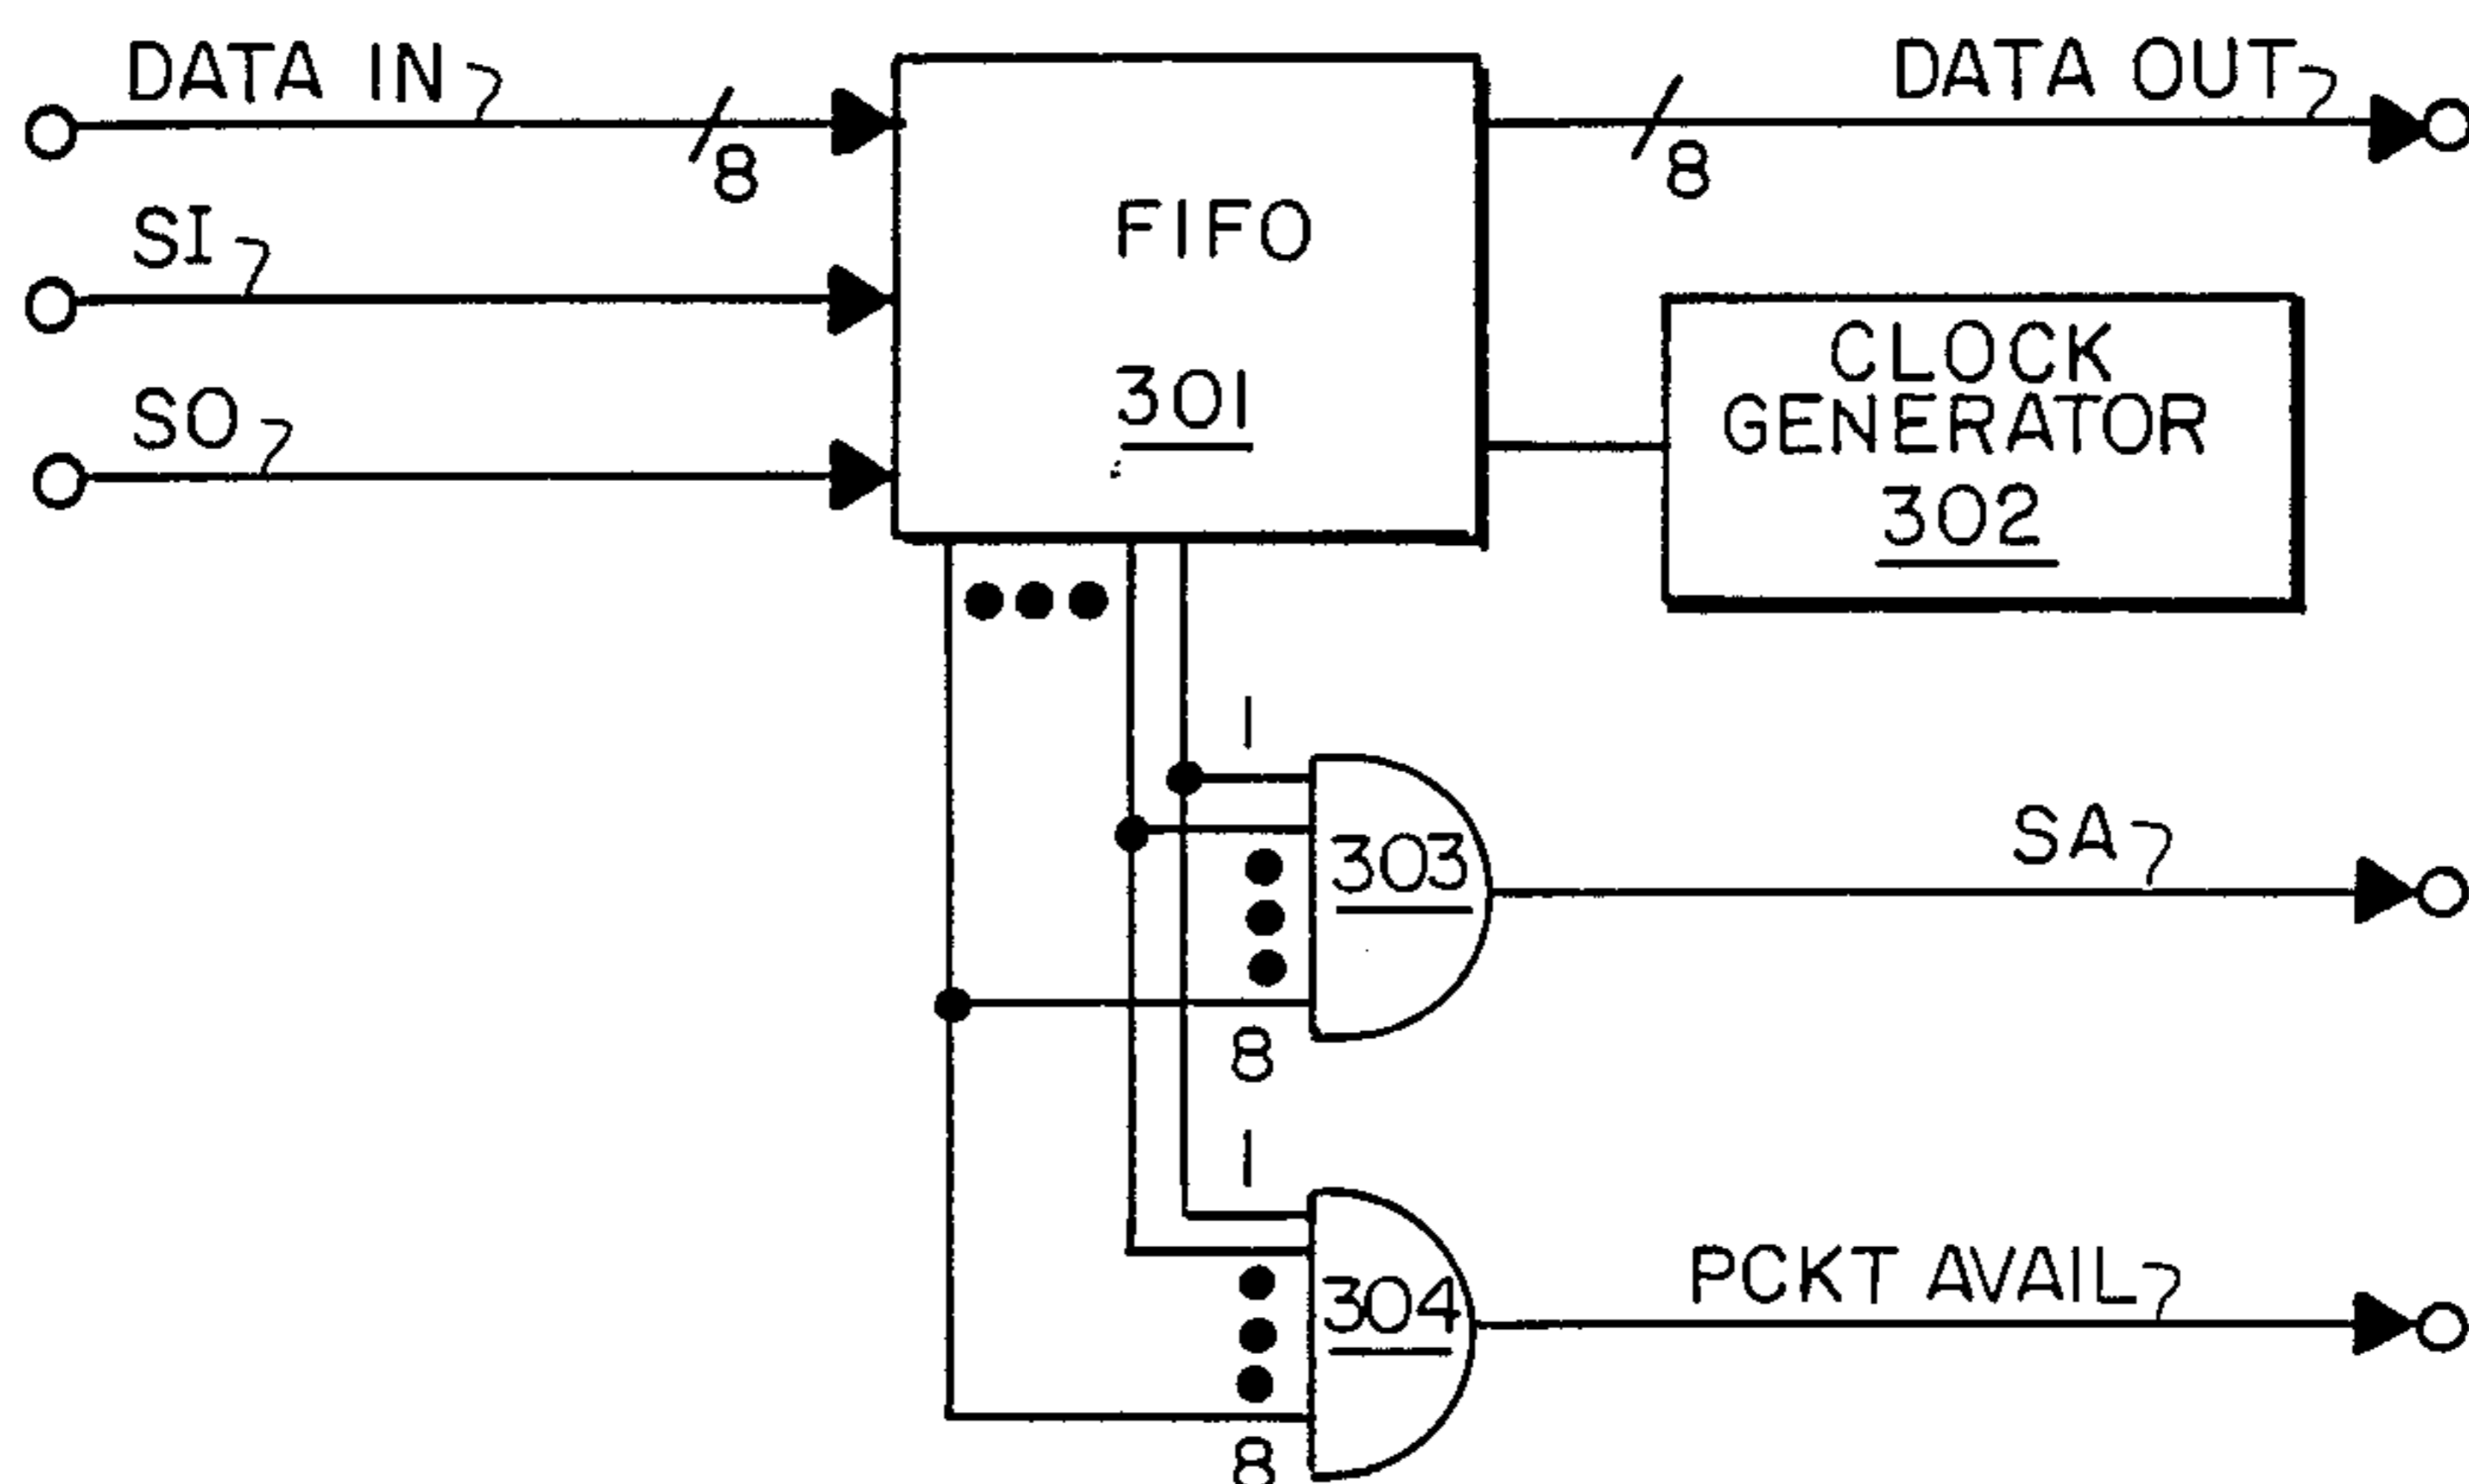 DATA IN
8
SI
SO
FIFO
301
DATA OUT
8
CLOCK
GENERATOR
302
1
303
8
SA
1
304
8
PCKT AVAIL